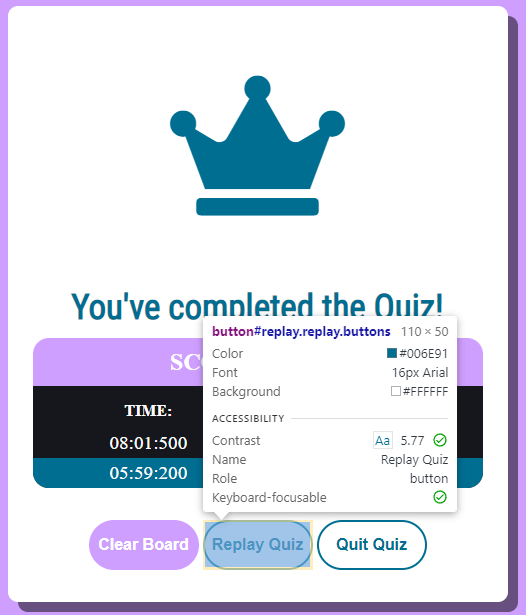 You've completed the Quiz!
button#replay.replay.buttons 110 × 50
Color #006E91
Font 16px Arial
Background #FFFFFF
ACCESSIBILITY
Contrast Aa 5.77
Name Replay Quiz
Role button
Keyboard-focusable
SC
TIME:
08:01:500
05:59:200
Clear Board Replay Quiz Quit Quiz